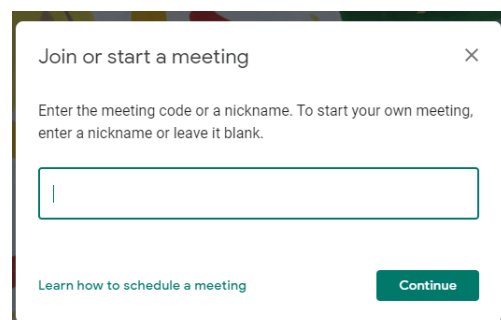 Join or start a meeting
Enter the meeting code or a nickname. To start your own meeting,
enter a nickname or leave it blank.
Learn how to schedule a meeting
Continue